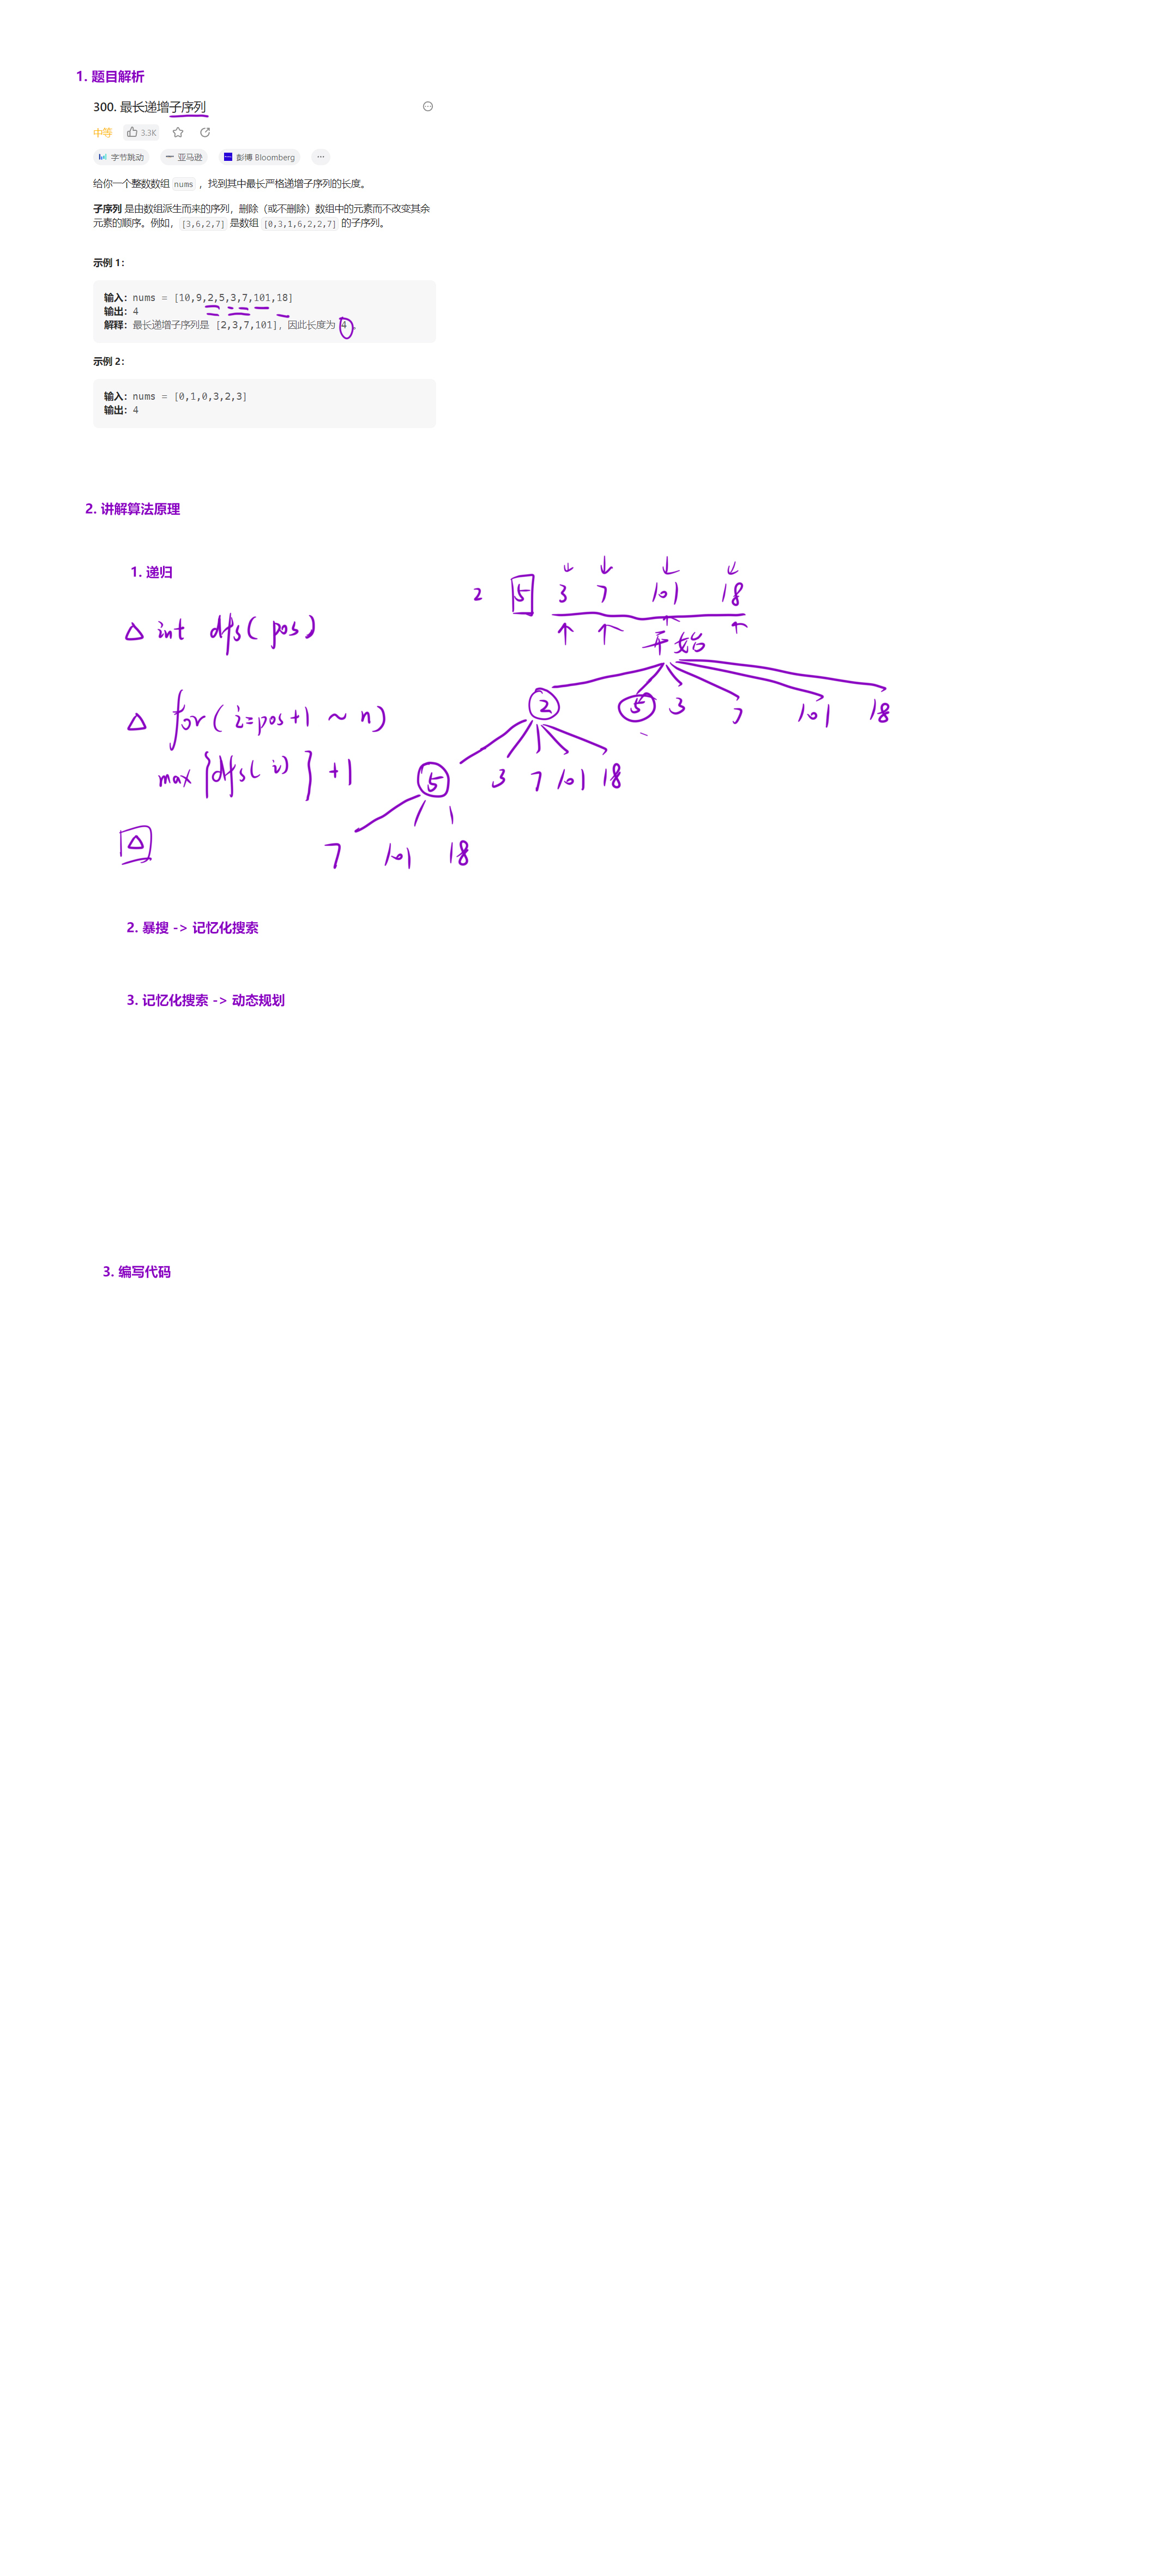 1. 题目解析
300. 最长递增子序列
中等 3.3K
字节跳动 亚马逊 彭博 Bloomberg ···
给你一个整数数组 nums ，找到其中最长严格递增子序列的长度。
子序列 是由数组派生而来的序列，删除（或不删除）数组中的元素而不改变其余
元素的顺序。例如，[3,6,2,7] 是数组 [0,3,1,6,2,2,7] 的子序列。
示例 1：
输入：nums = [10,9,2,5,3,7,101,18]
输出：4
解释：最长递增子序列是 [2,3,7,101]，因此长度为 4 。
示例 2：
输入：nums = [0,1,0,3,2,3]
输出：4
2. 讲解算法原理
1. 递归
2 5 3 7 101 18
△ int dfs( pos )
开始
2 5 3 7 101 18
△ for( i=pos+1 ~ n )
max { dfs( i ) } +1
5 3 7 101 18
△
7 101 18
2. 暴搜 -> 记忆化搜索
3. 记忆化搜索 -> 动态规划
3. 编写代码